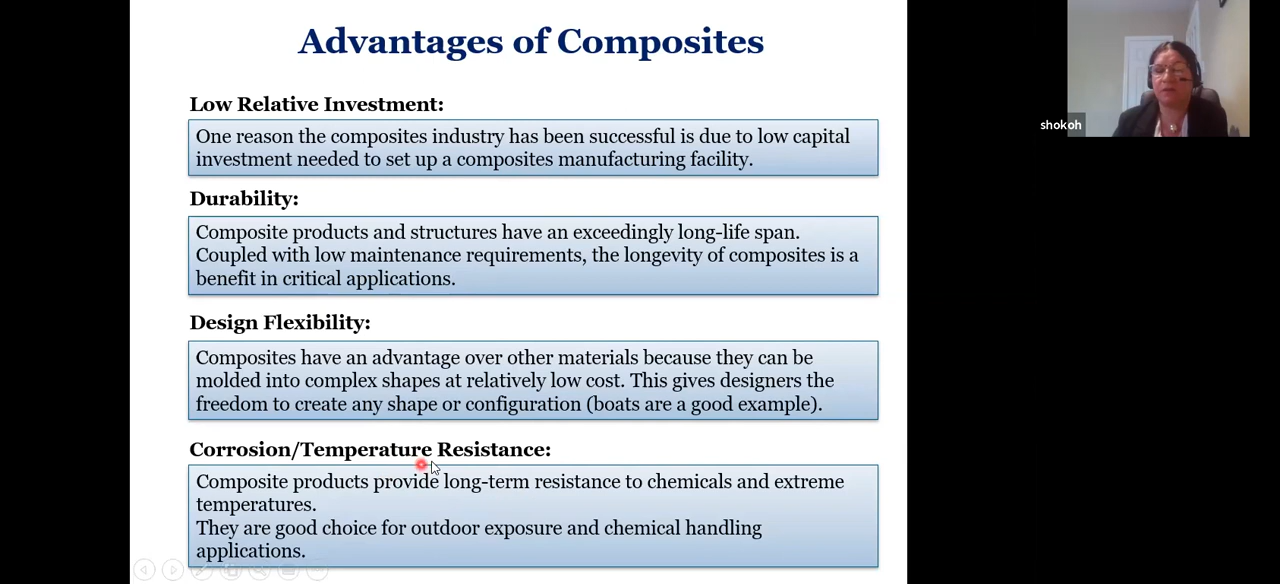 Advantages of Composites
shokoh
Low Relative Investment:
One reason the composites industry has been successful is due to low capital
investment needed to set up a composites manufacturing facility.
Durability:
Composite products and structures have an exceedingly long-life span.
Coupled with low maintenance requirements, the longevity of composites is a
benefit in critical applications.
Design Flexibility:
Composites have an advantage over other materials because they can be
molded into complex shapes at relatively low cost. This gives designers the
freedom to create any shape or configuration (boats are a good example).
Corrosion/Temperature Resistance:
Composite products provide long-term resistance to chemicals and extreme
temperatures.
They are good choice for outdoor exposure and chemical handling
applications.